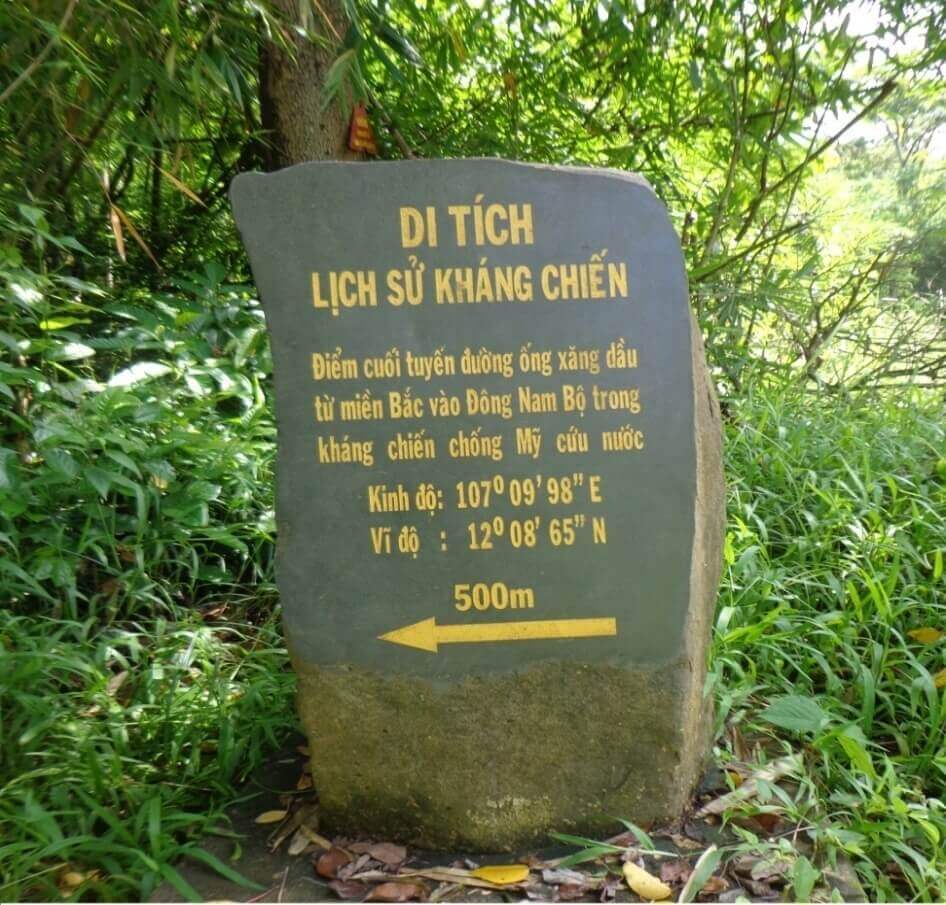 DI TÍCH
LỊCH SỬ KHÁNG CHIẾN
Điểm cuối tuyến đường ống xăng dầu
từ miền Bắc vào Đông Nam Bộ trong
kháng chiến chống Mỹ cứu nước
Kinh độ: 107⁰ 09' 98" E
Vĩ độ : 12⁰ 08' 65" N
500m